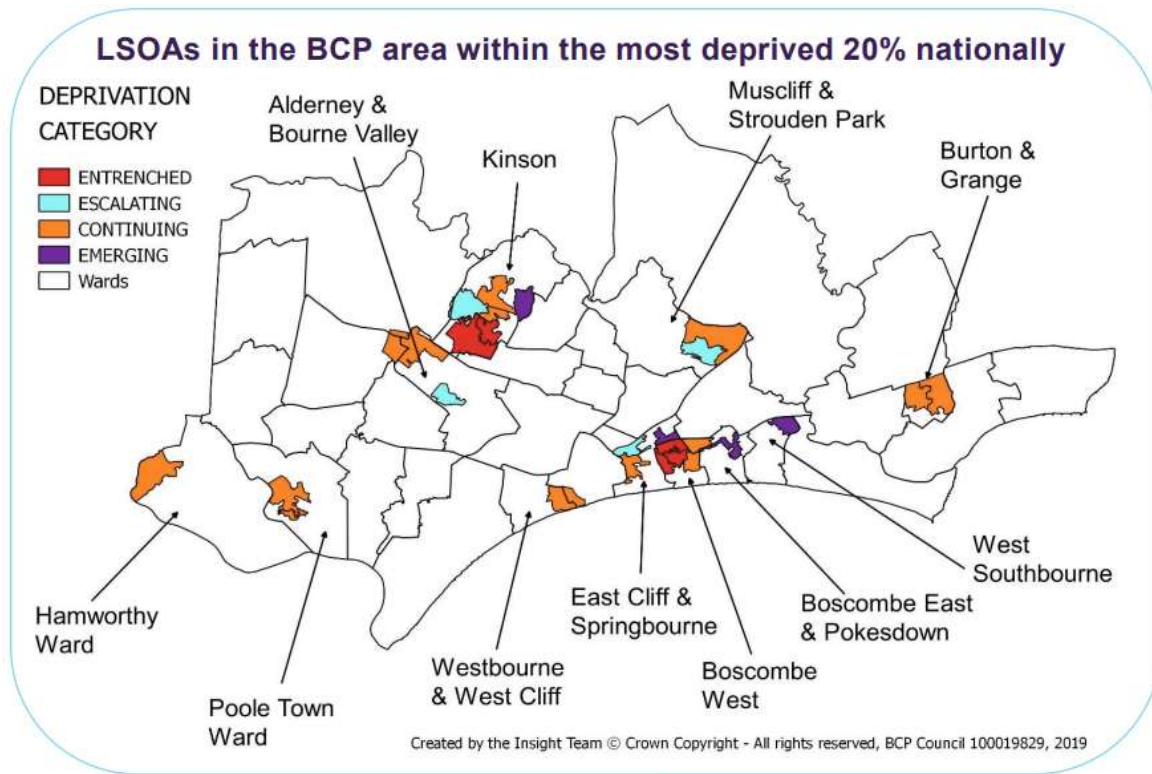 LSOAs in the BCP area within the most deprived 20% nationally
DEPRIVATION
CATEGORY
ENTRENCHED
ESCALATING
CONTINUING
EMERGING
Wards
Alderney &
Bourne Valley
Kinson
Muscliff &
Strouden Park
Burton &
Grange
Hamworthy
Ward
Poole Town
Ward
Westbourne
& West Cliff
East Cliff &
Springbourne
Boscombe
West
Boscombe East
& Pokesdown
West
Southbourne
Created by the Insight Team © Crown Copyright - All rights reserved, BCP Council 100019829, 2019